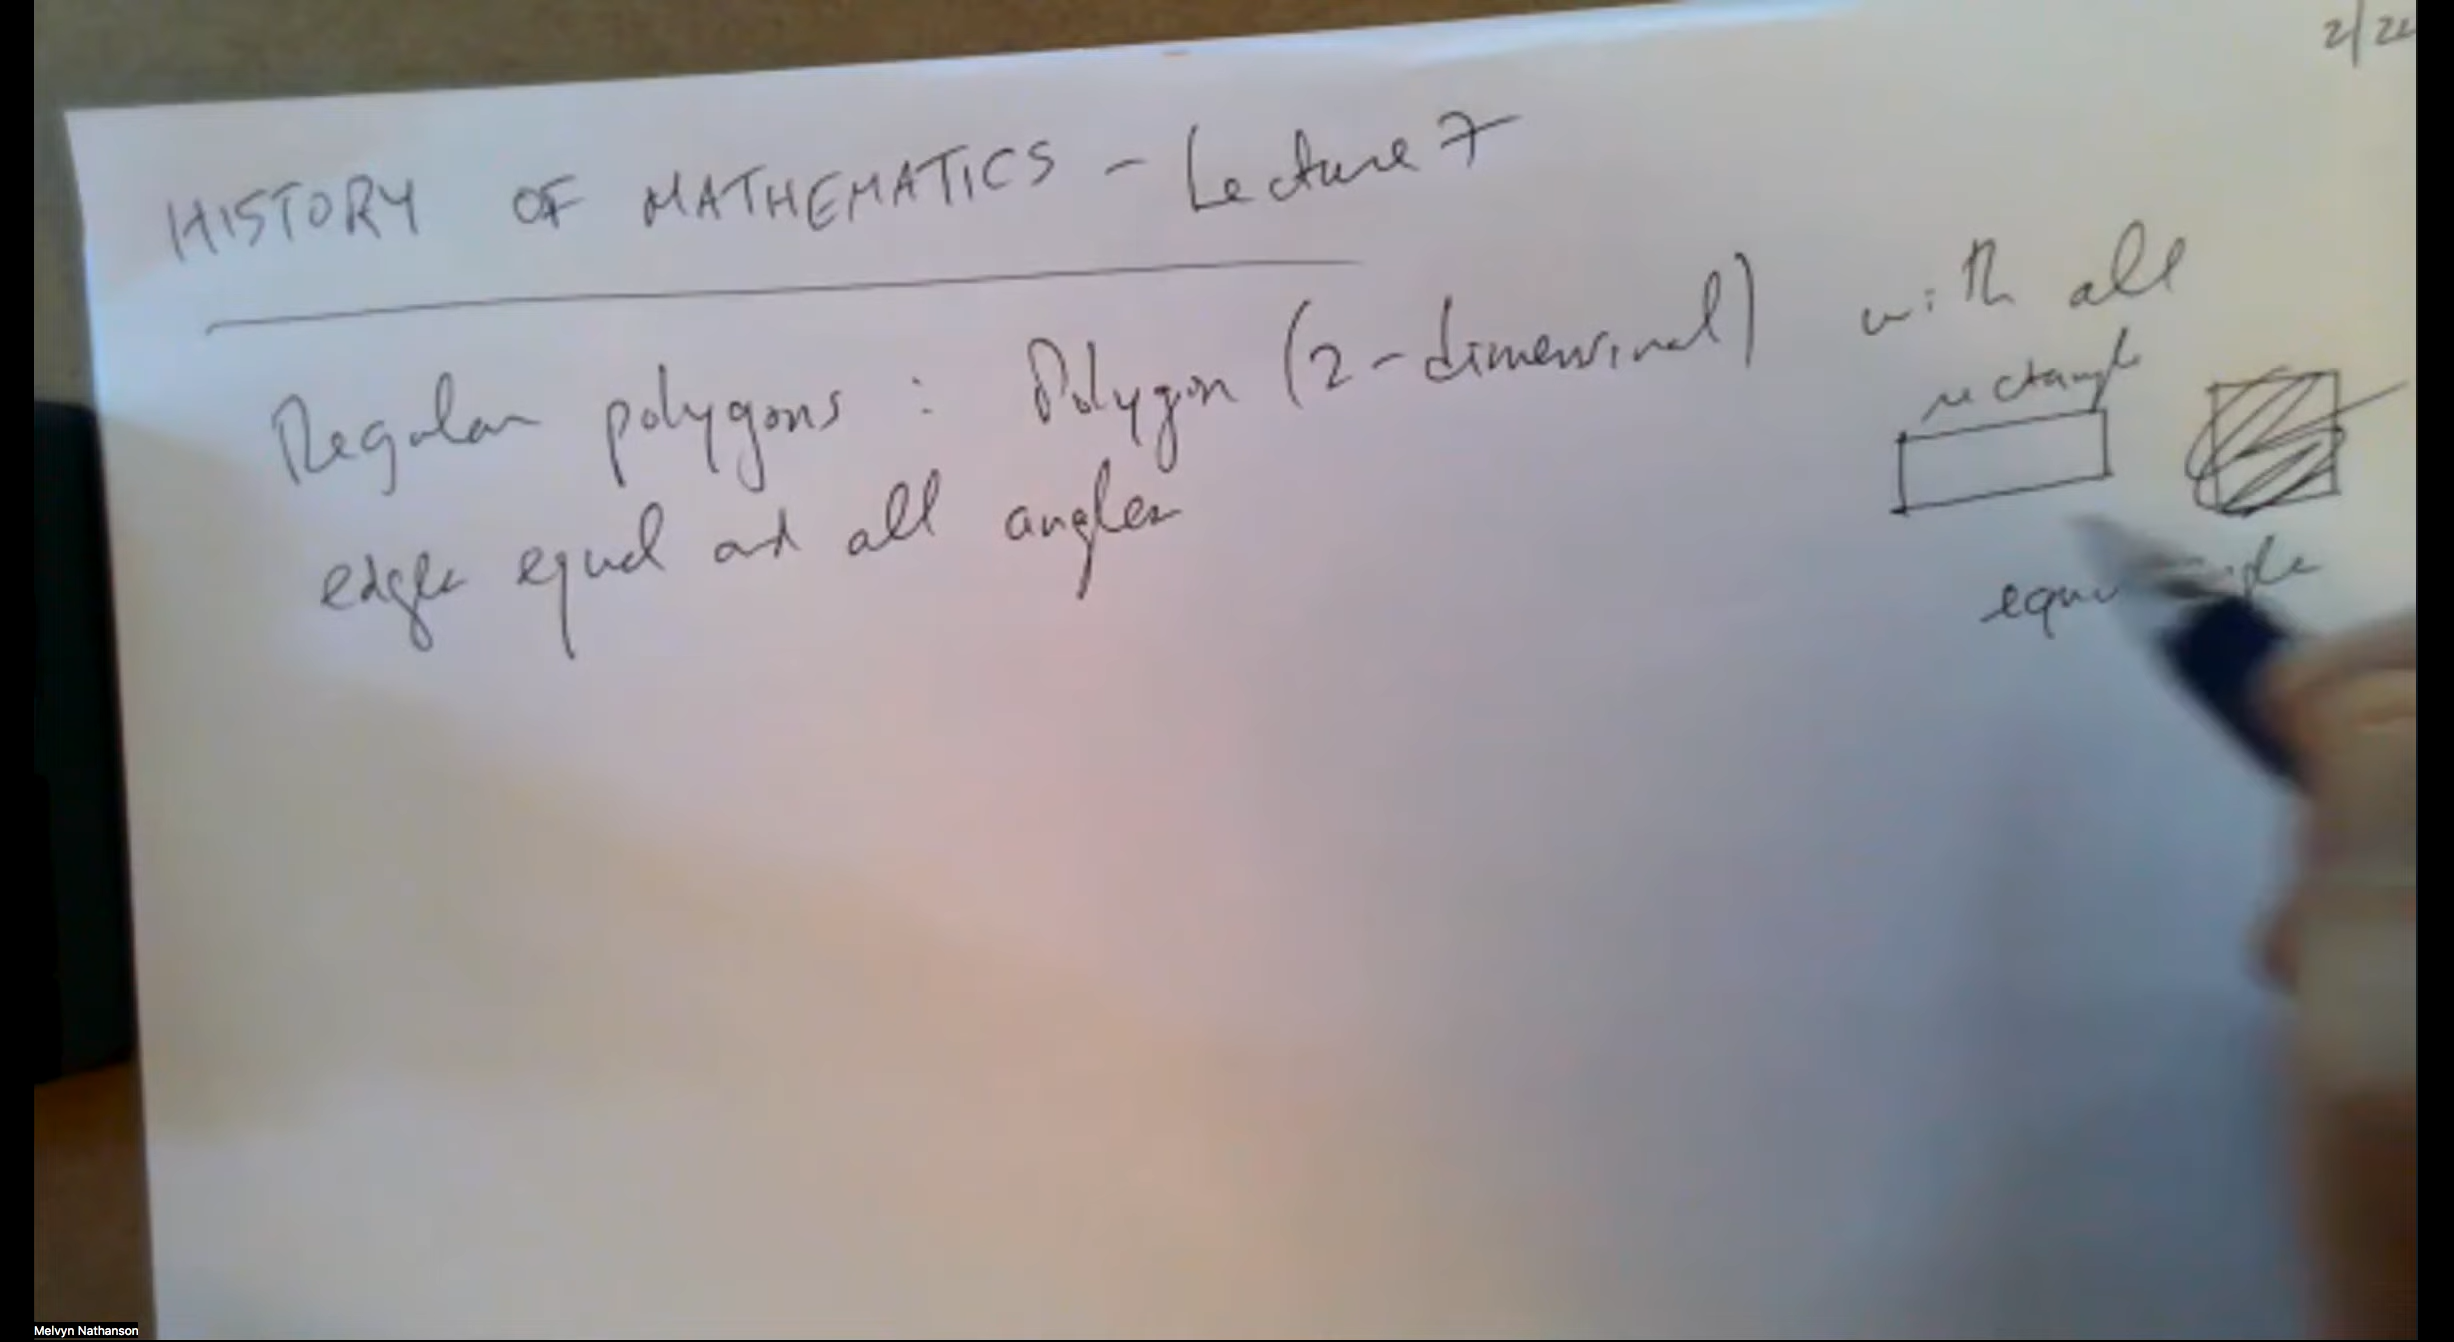 2/22
HISTORY OF MATHEMATICS - Lecture 7
Regular polygons : Polygon (2-dimensional) with all
edges equal and all angles
rectangle
Melvyn Nathanson